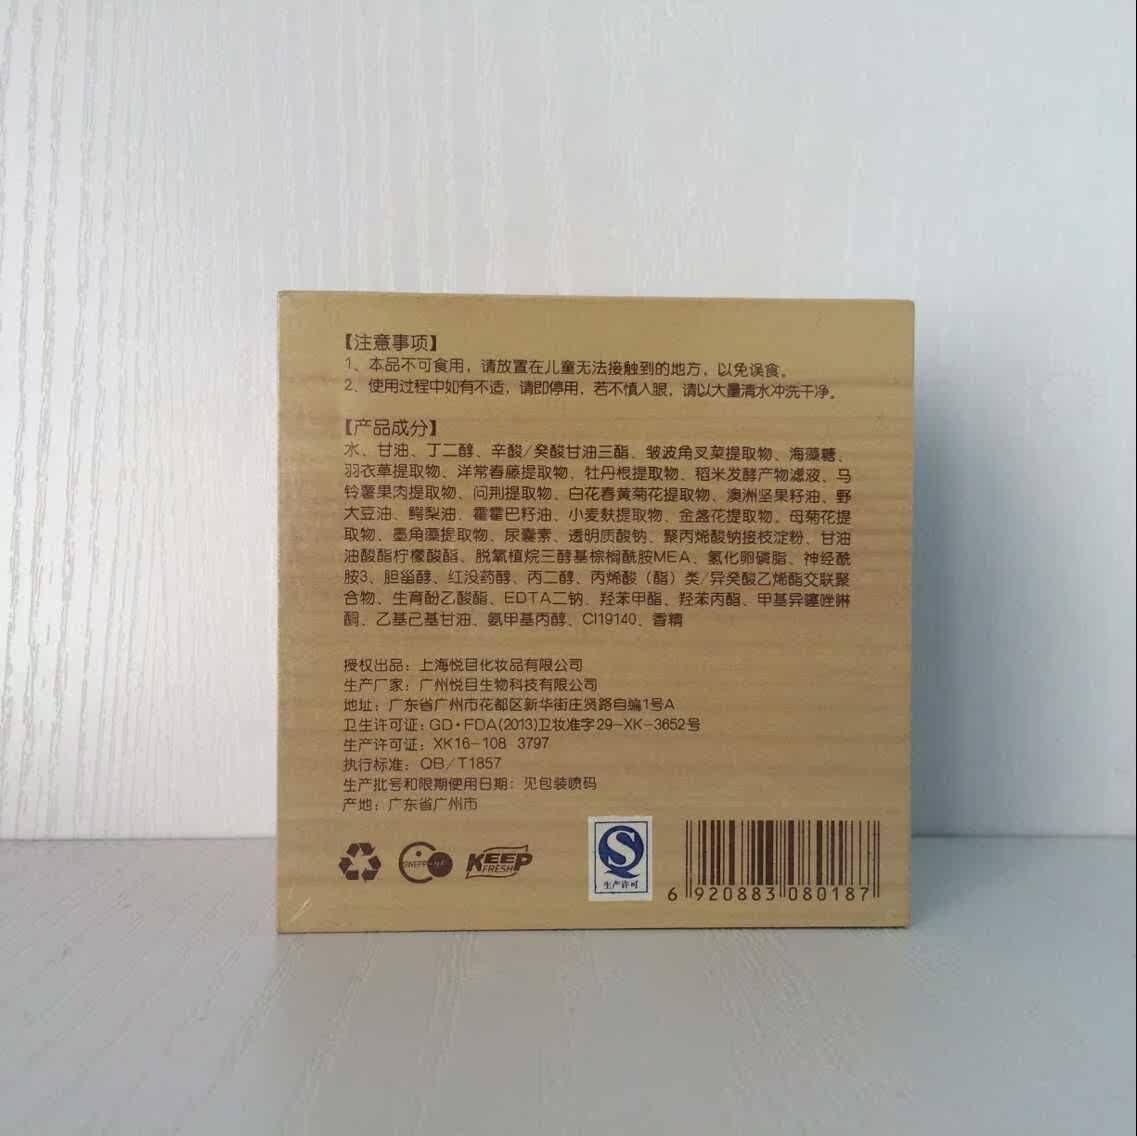 【注意事项】
1、本品不可食用，请放置在儿童无法接触到的地方，以免误食。
2、使用过程中如有不适，请即停用，若不慎入眼，请以大量清水冲洗干净。
【产品成分】
水、甘油、丁二醇、辛酸/癸酸甘油三酯、皱波角叉菜提取物、海藻糖、
羽衣草提取物、洋常春藤提取物、牡丹根提取物、稻米发酵产物滤液、马
铃薯果肉提取物、问荆提取物、白花春黄菊花提取物、澳洲坚果籽油、野
大豆油、鳄梨油、霍霍巴籽油、小麦麸提取物、金盏花提取物。母菊花提
取物、墨角藻提取物、尿囊素、透明质酸钠、聚丙烯酸钠接枝淀粉、甘油
油酸酯柠檬酸酯、脱氧植烷三醇基棕榈酰胺MEA、氢化卵磷脂、神经酰
胺3、胆甾醇、红没药醇、丙二醇、丙烯酸（酯）类/异癸酸乙烯酯交联聚
合物、生育酚乙酸酯、EDTA二钠、羟苯甲酯、羟苯丙酯、甲基异噻唑啉
酮、乙基己基甘油、氨甲基丙醇、CI19140、香精
授权出品：上海悦目化妆品有限公司
生产厂家：广州悦目生物科技有限公司
地址：广东省广州市花都区新华街庄贤路自编1号A
卫生许可证：GD·FDA(2013)卫妆准字29-XK-3652号
生产许可证：XK16-108 3797
执行标准：QB/T1857
生产批号和限期使用日期：见包装喷码
产地：广东省广州市
KEEP
FRESH
生产许可
6 920883 080187